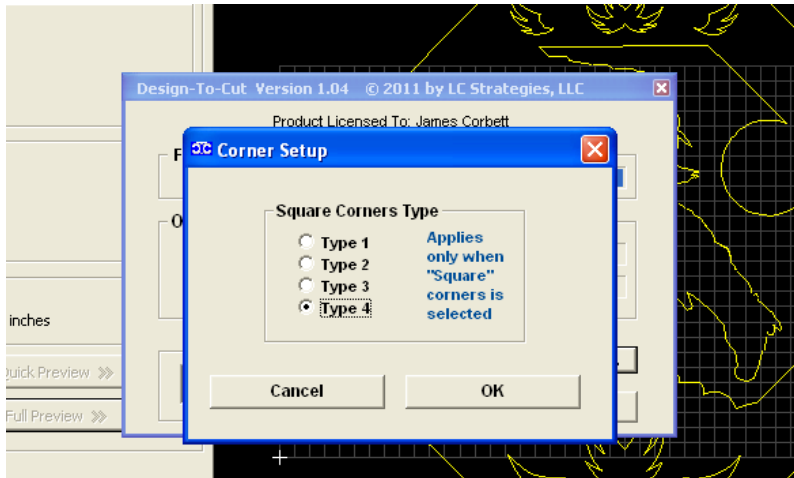 Design-To-Cut Version 1.04 © 2011 by LC Strategies, LLC
Product Licensed To: James Corbett
Corner Setup
Square Corners Type
Type 1
Type 2
Type 3
Type 4
Applies
only when
"Square"
corners is
selected
inches
Quick Preview
Full Preview
Cancel
OK